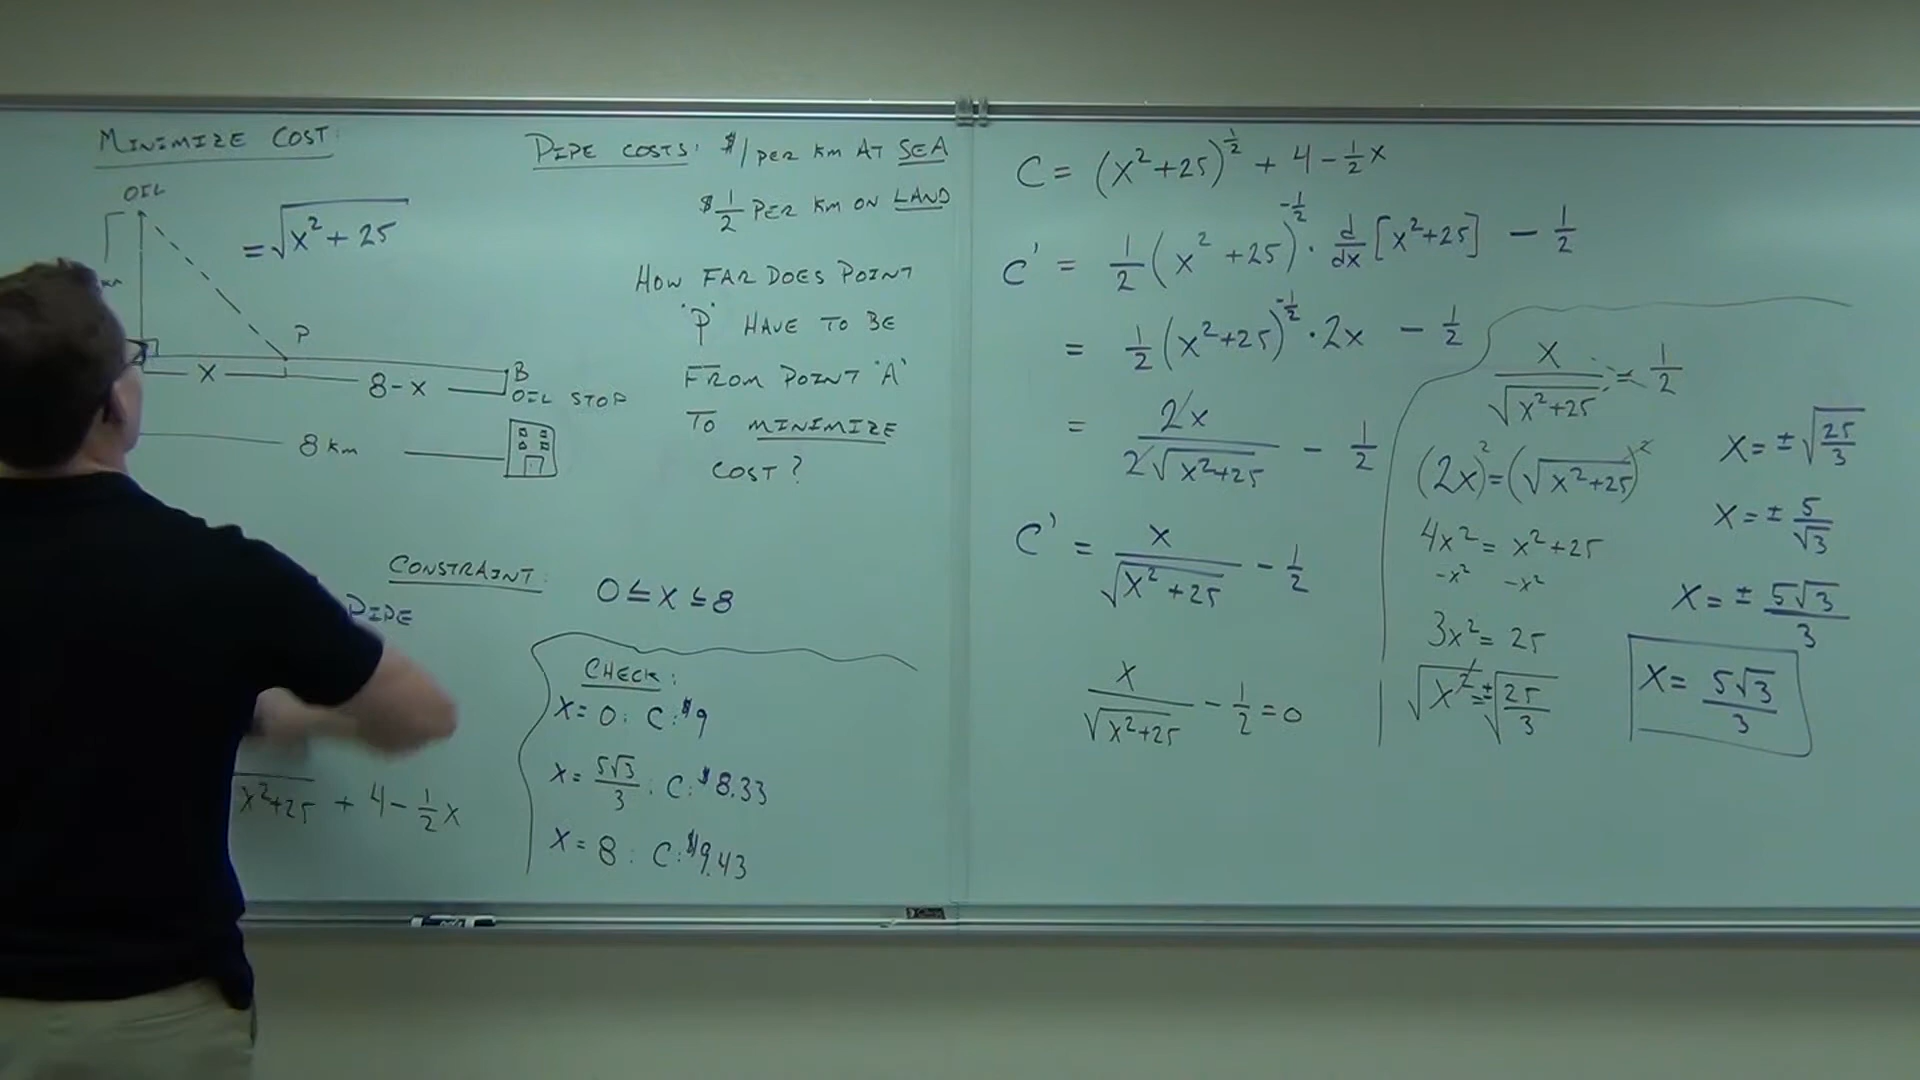 MINIMIZE COST:
OIL
= √(x² + 25)
P
x
8-x
B
OIL STOP
8 km
PIPE COSTS: $1 PER KM AT SEA
$1/2 PER KM ON LAND
HOW FAR DOES POINT
"P" HAVE TO BE
FROM POINT 'A'
TO MINIMIZE
COST?
CONSTRAINT: 0 ≤ x ≤ 8
PIPE
x²+25 + 4 - 1/2 x
CHECK:
x = 0: C: $9
x = 5√3/3: C: $8.33
x = 8: C: $9.43
C = (x²+25)^1/2 + 4 - 1/2 x
C' = 1/2 (x² + 25)^-1/2 · d/dx [x²+25] - 1/2
= 1/2 (x²+25)^-1/2 · 2x - 1/2
= 2x / 2√(x²+25) - 1/2
C' = x / √(x²+25) - 1/2
x / √(x²+25) - 1/2 = 0
x / √(x²+25) = 1/2
(2x)² = (√(x²+25))²
4x² = x²+25
-x² -x²
3x² = 25
√x² = ±√(25/3)
x = ±√(25/3)
x = ± 5/√3
x = ± 5√3/3
x = 5√3/3